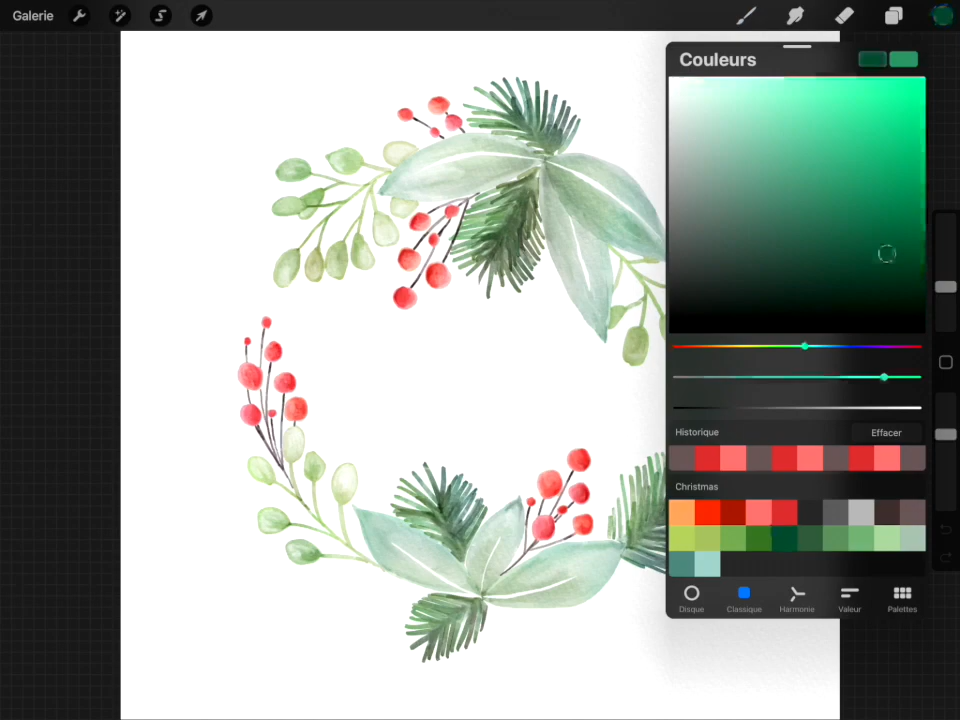 Galerie
Couleurs
Historique Effacer
Christmas
Disque Classique Harmonie Valeur Palettes